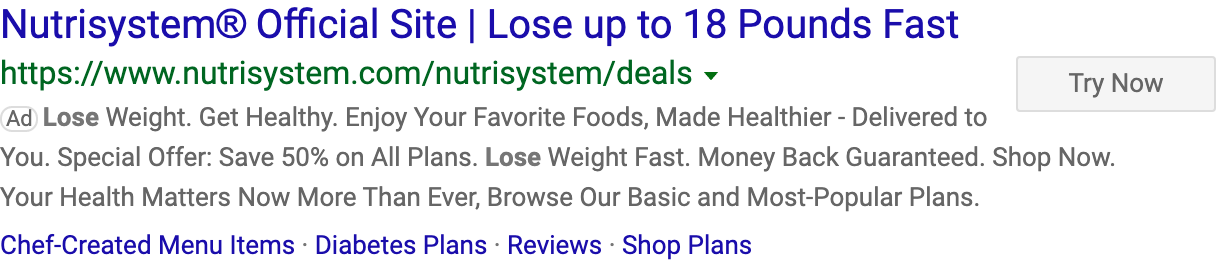 Nutrisystem® Official Site | Lose up to 18 Pounds Fast
https://www.nutrisystem.com/nutrisystem/deals
Try Now
Ad Lose Weight. Get Healthy. Enjoy Your Favorite Foods, Made Healthier - Delivered to
You. Special Offer: Save 50% on All Plans. Lose Weight Fast. Money Back Guaranteed. Shop Now.
Your Health Matters Now More Than Ever, Browse Our Basic and Most-Popular Plans.
Chef-Created Menu Items · Diabetes Plans · Reviews · Shop Plans